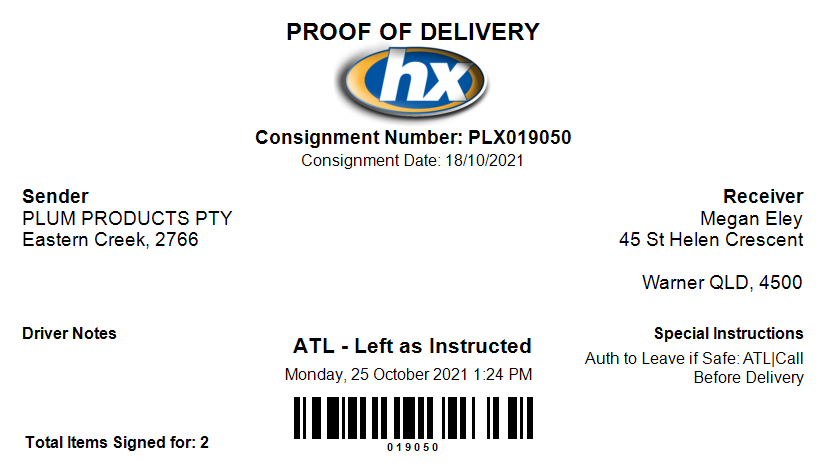 PROOF OF DELIVERY
hx
Consignment Number: PLX019050
Consignment Date: 18/10/2021
Sender
PLUM PRODUCTS PTY
Eastern Creek, 2766
Receiver
Megan Eley
45 St Helen Crescent
Warner QLD, 4500
Driver Notes
ATL - Left as Instructed
Monday, 25 October 2021 1:24 PM
Special Instructions
Auth to Leave if Safe: ATL|Call
Before Delivery
019050
Total Items Signed for: 2